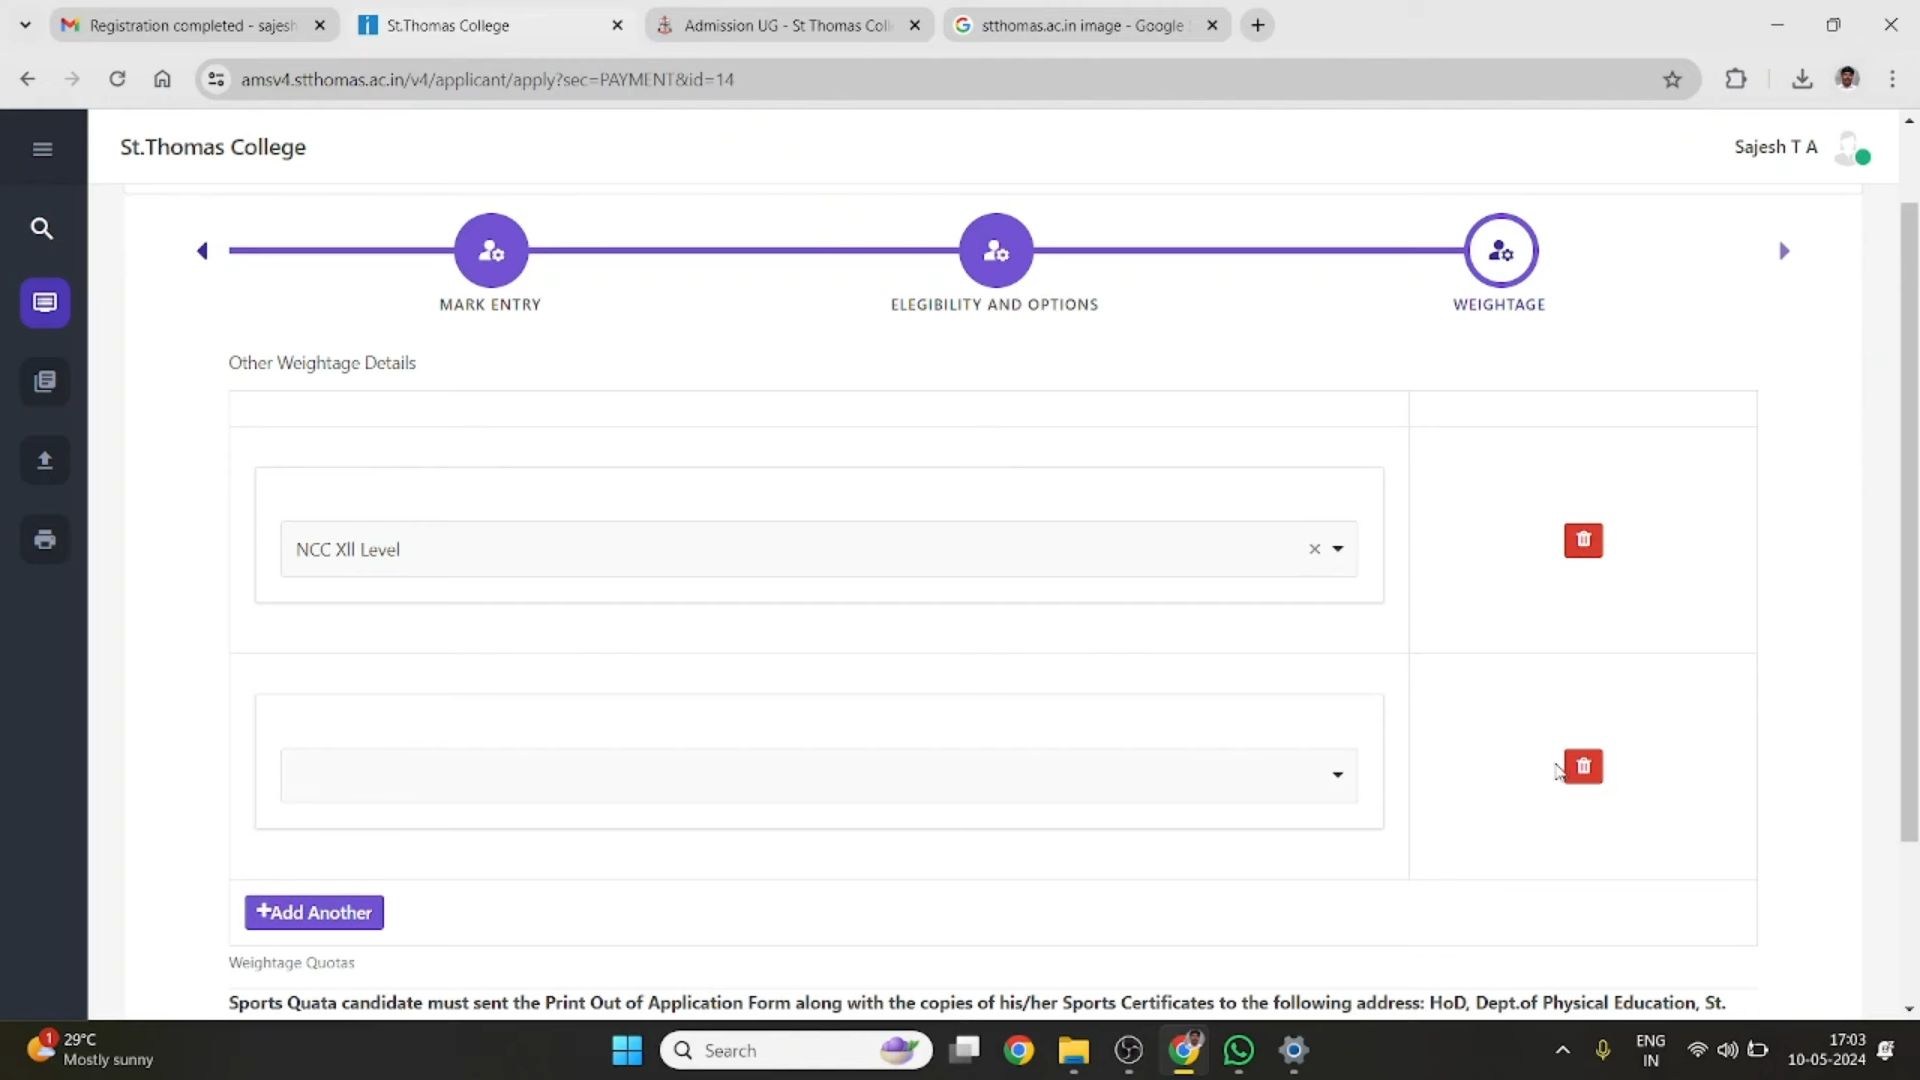 Registration completed - sajesh
St.Thomas College
Admission UG - St Thomas Coll
stthomas.ac.in image - Google S
amsv4.stthomas.ac.in/v4/applicant/apply?sec=PAYMENT&id=14
St.Thomas College
Sajesh T A
MARK ENTRY
ELEGIBILITY AND OPTIONS
WEIGHTAGE
Other Weightage Details
NCC Xll Level
Add Another
Weightage Quotas
Sports Quata candidate must sent the Print Out of Application Form along with the copies of his/her Sports Certificates to the following address: HoD, Dept.of Physical Education, St.
1
29°C
Mostly sunny
Search
ENG
IN
17:03
10-05-2024